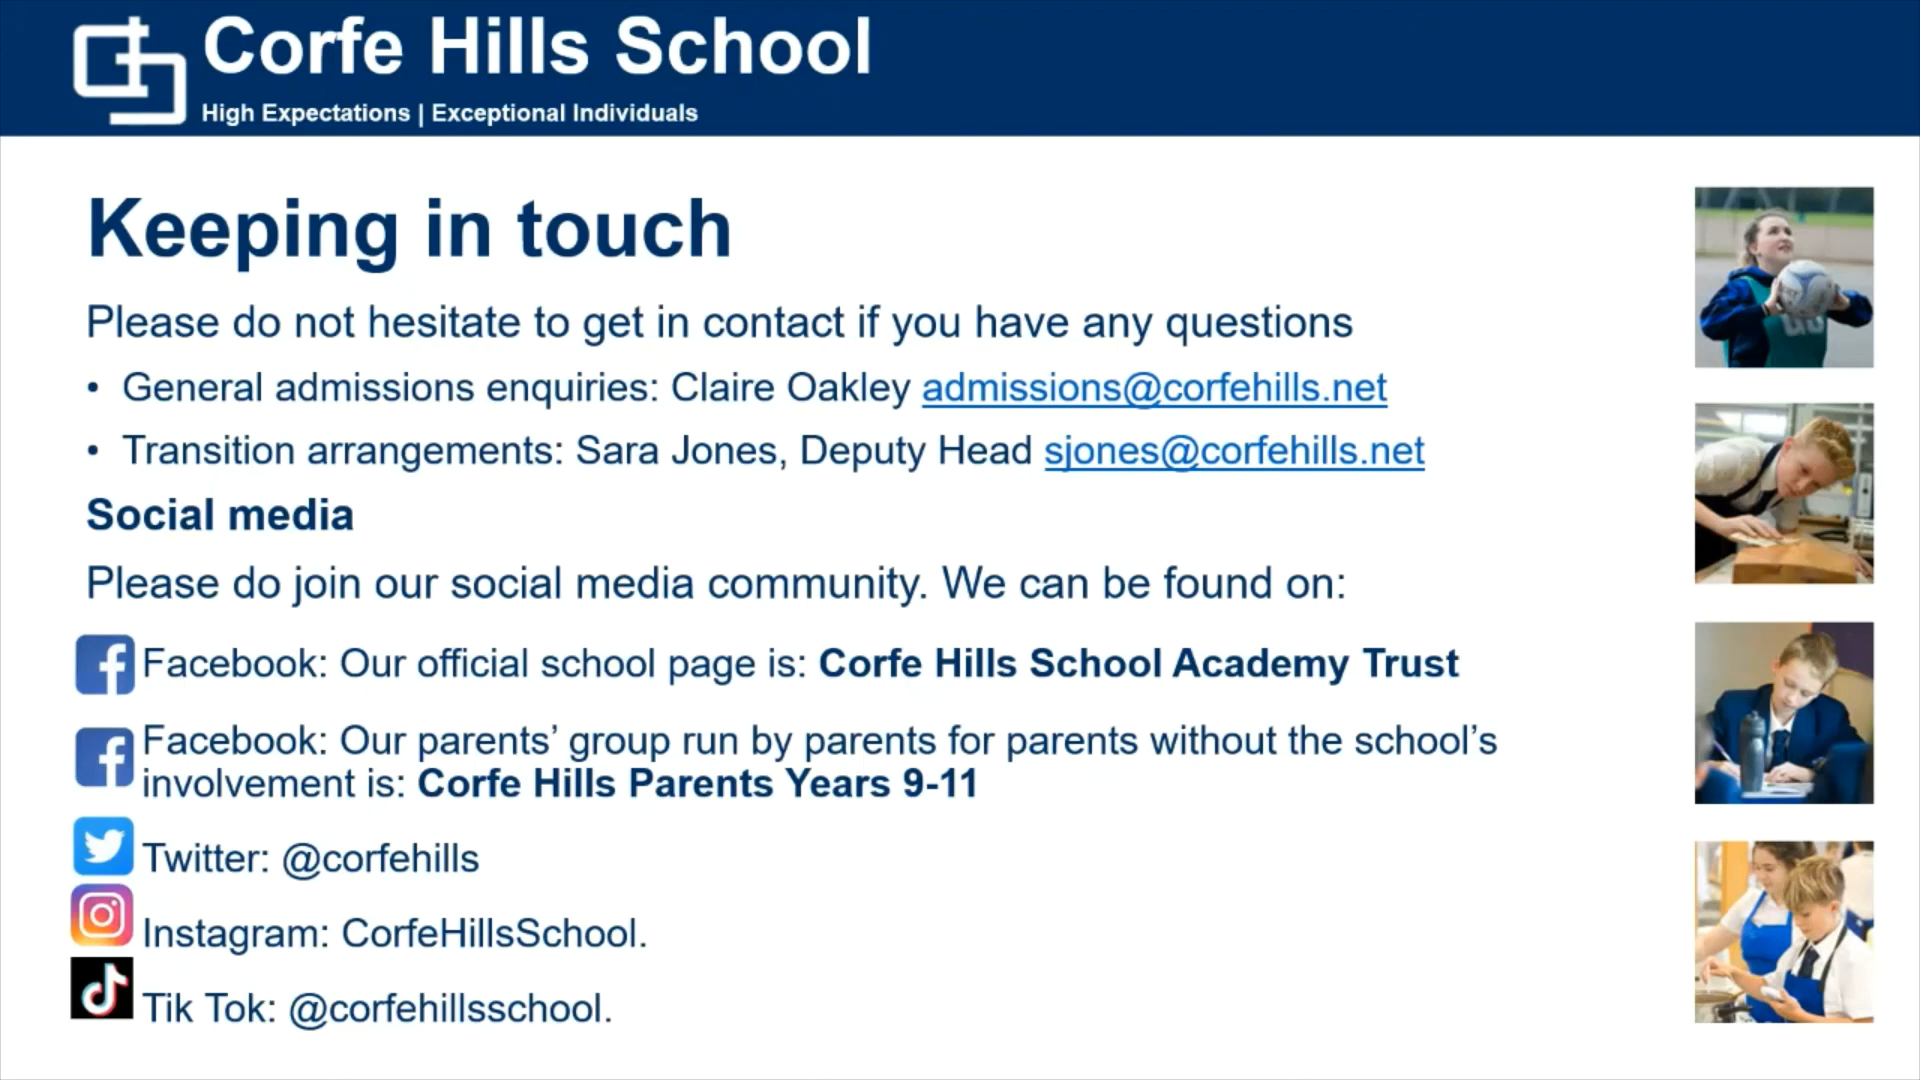 Corfe Hills School
High Expectations | Exceptional Individuals
Keeping in touch
Please do not hesitate to get in contact if you have any questions
• General admissions enquiries: Claire Oakley admissions@corfehills.net
• Transition arrangements: Sara Jones, Deputy Head sjones@corfehills.net
Social media
Please do join our social media community. We can be found on:
Facebook: Our official school page is: Corfe Hills School Academy Trust
Facebook: Our parents’ group run by parents for parents without the school’s
involvement is: Corfe Hills Parents Years 9-11
Twitter: @corfehills
Instagram: CorfeHillsSchool.
Tik Tok: @corfehillsschool.